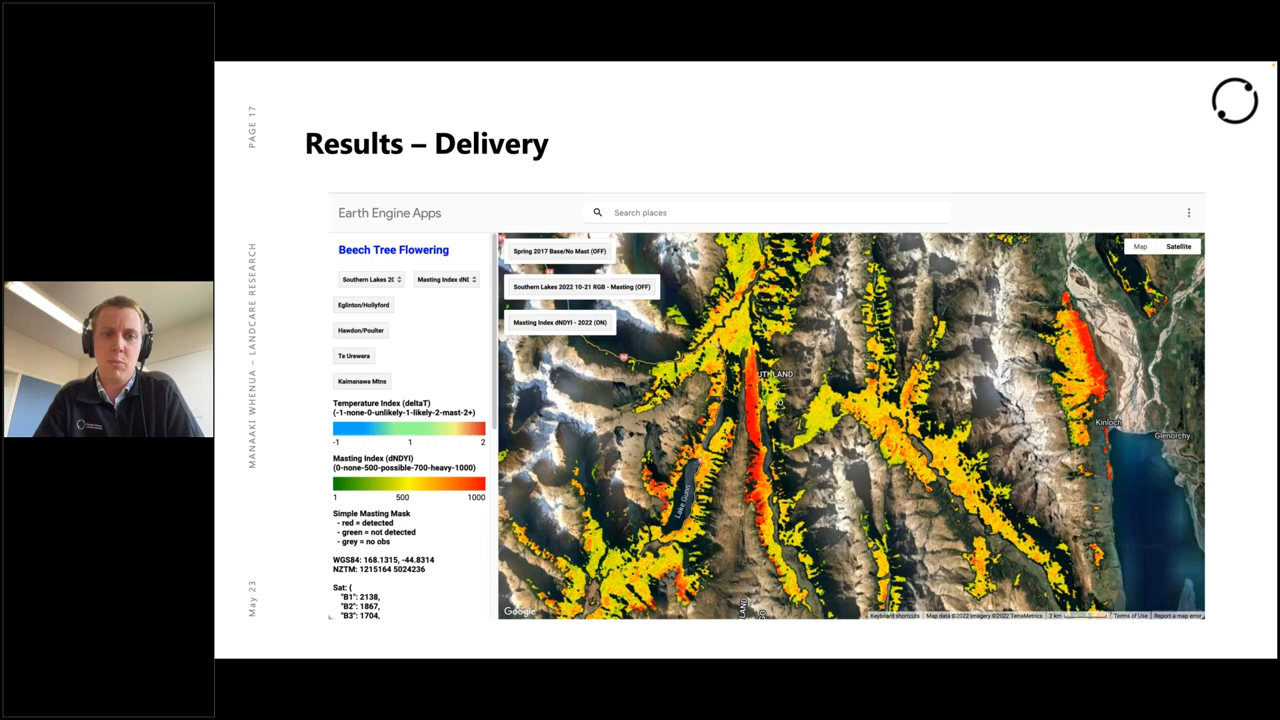 PAGE 17
MANAAKI WHENUA – LANDCARE RESEARCH
May 23
Results – Delivery
Earth Engine Apps
Search places
Beech Tree Flowering
Southern Lakes 20
Masting Index dNI
Eglinton/Hollyford
Hawdon/Poulter
Te Urewera
Kaimanawa Mtns
Temperature Index (deltaT)
(-1-none-0-unlikely-1-likely-2-mast-2+)
-1 1 2
Masting Index (dNDYI)
(0-none-500-possible-700-heavy-1000)
1 500 1000
Simple Masting Mask
- red = detected
- green = not detected
- grey = no obs
WGS84: 168.1315, -44.8314
NZTM: 1215164 5024236
Sat: {
"B1": 2138,
"B2": 1867,
"B3": 1704,
Spring 2017 Base/No Mast (OFF)
Southern Lakes 2022 10-21 RGB - Masting (OFF)
Masting Index dNDYI - 2022 (ON)
Map Satellite
94
94
UTHLAND
Kinloch
Glenorchy
Lake Gunn
LAND
Google
Keyboard shortcuts Map data ©2022 Imagery ©2022 TerraMetrics 2 km Terms of Use Report a map error